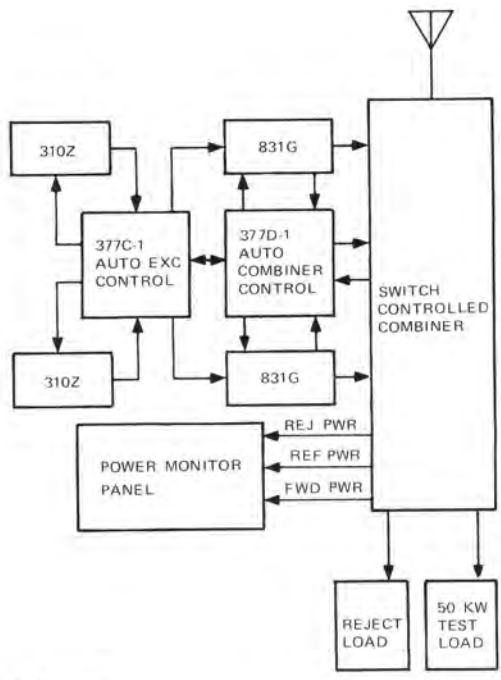 310Z
831G
377C-1
AUTO EXC
CONTROL
377D-1
AUTO
COMBINER
CONTROL
SWITCH
CONTROLLED
COMBINER
310Z
831G
POWER MONITOR
PANEL
REJ PWR
REF PWR
FWD PWR
REJECT
LOAD
50 KW
TEST
LOAD